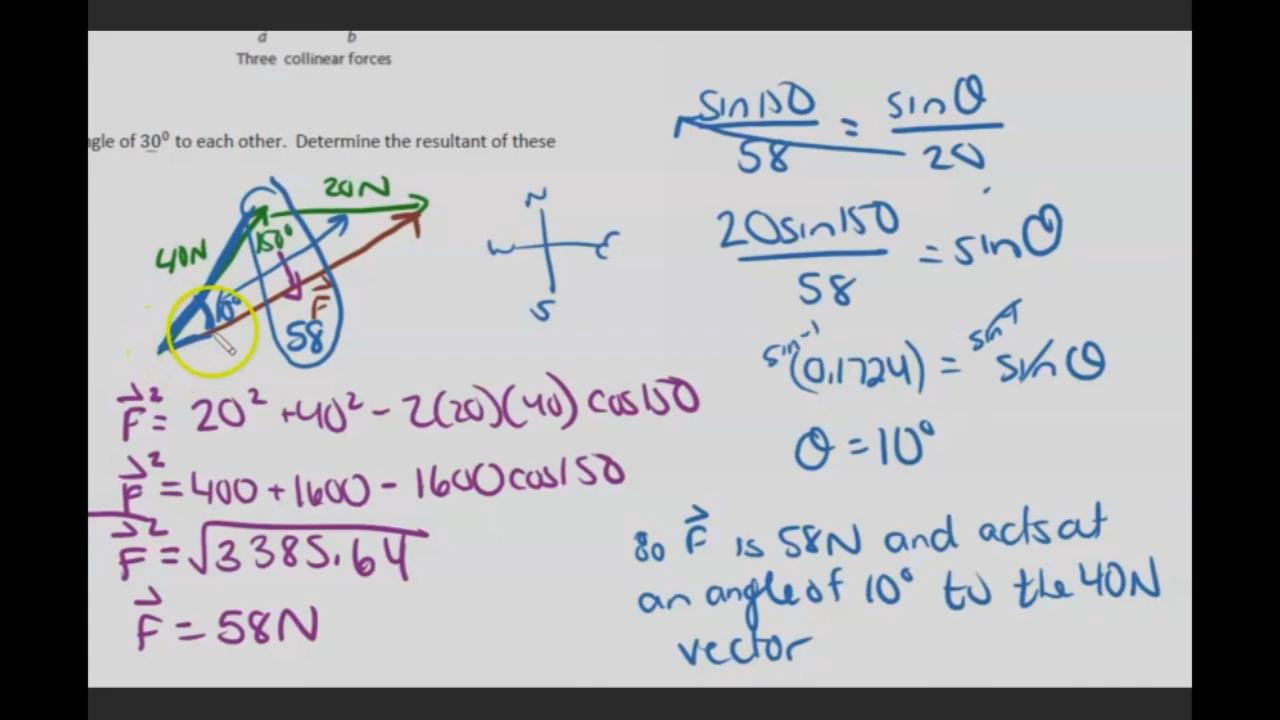 a b
Three collinear forces
ngle of 30⁰ to each other. Determine the resultant of these
20N
40N
150°
10°
F
58
N
W E
S
F² = 20² + 40² - 2(20)(40) cos150
F² = 400 + 1600 - 1600cos150
F² = √3385.64
F = 58N
sin150 / 58 = sinθ / 20
20sin150 / 58 = sinθ
sin⁻¹(0.1724) = sin⁻¹ sinθ
θ = 10°
so F is 58N and acts at
an angle of 10° to the 40N
vector